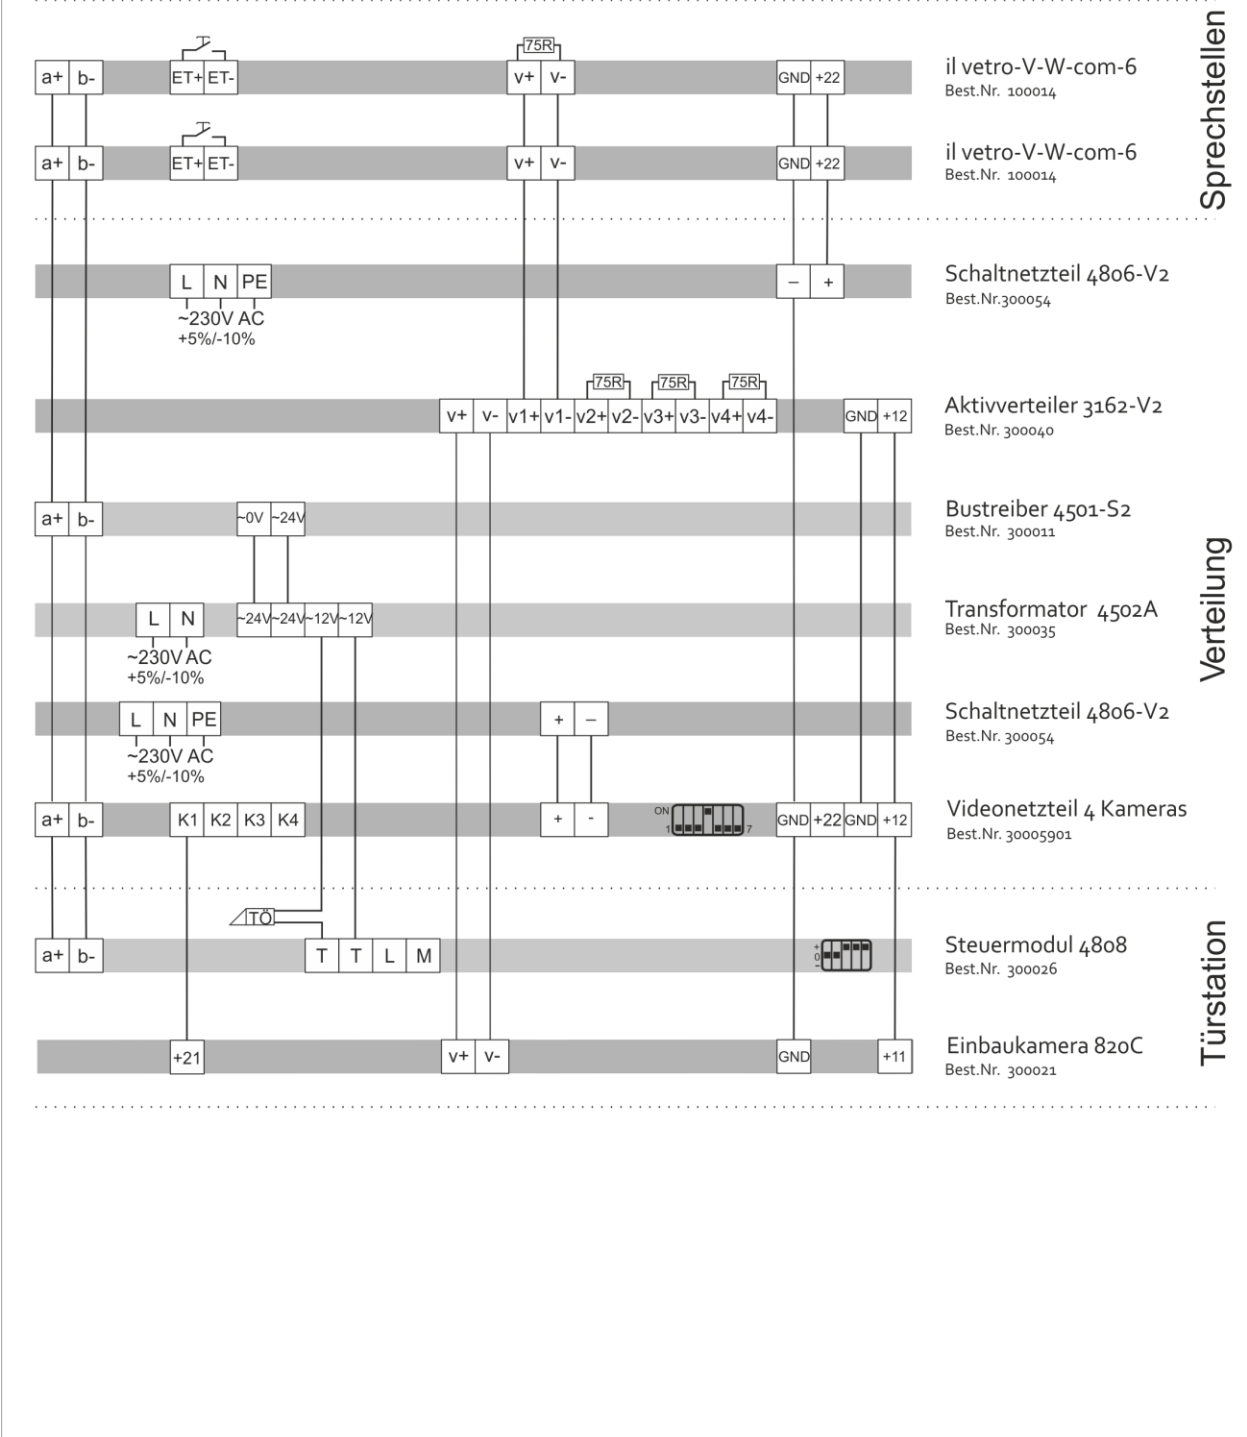 75R
a+ b- ET+ ET- v+ v- GND +22
il vetro-V-W-com-6
Best.Nr. 100014
a+ b- ET+ ET- v+ v- GND +22
il vetro-V-W-com-6
Best.Nr. 100014
Sprechstellen
L N PE – +
~230V AC
+5%/-10%
Schaltnetzteil 4806-V2
Best.Nr.300054
75R 75R 75R
v+ v- v1+ v1- v2+ v2- v3+ v3- v4+ v4- GND +12
Aktivverteiler 3162-V2
Best.Nr. 300040
a+ b- ~0V ~24V
Bustreiber 4501-S2
Best.Nr. 300011
L N ~24V ~24V ~12V ~12V
~230V AC
+5%/-10%
Transformator 4502A
Best.Nr. 300035
Verteilung
L N PE + –
~230V AC
+5%/-10%
Schaltnetzteil 4806-V2
Best.Nr. 300054
a+ b- K1 K2 K3 K4 + - ON 1 7 GND +22 GND +12
Videonetzteil 4 Kameras
Best.Nr. 30005901
TÖ
a+ b- T T L M + 0 -
Steuermodul 4808
Best.Nr. 300026
+21 v+ v- GND +11
Einbaukamera 820C
Best.Nr. 300021
Türstation